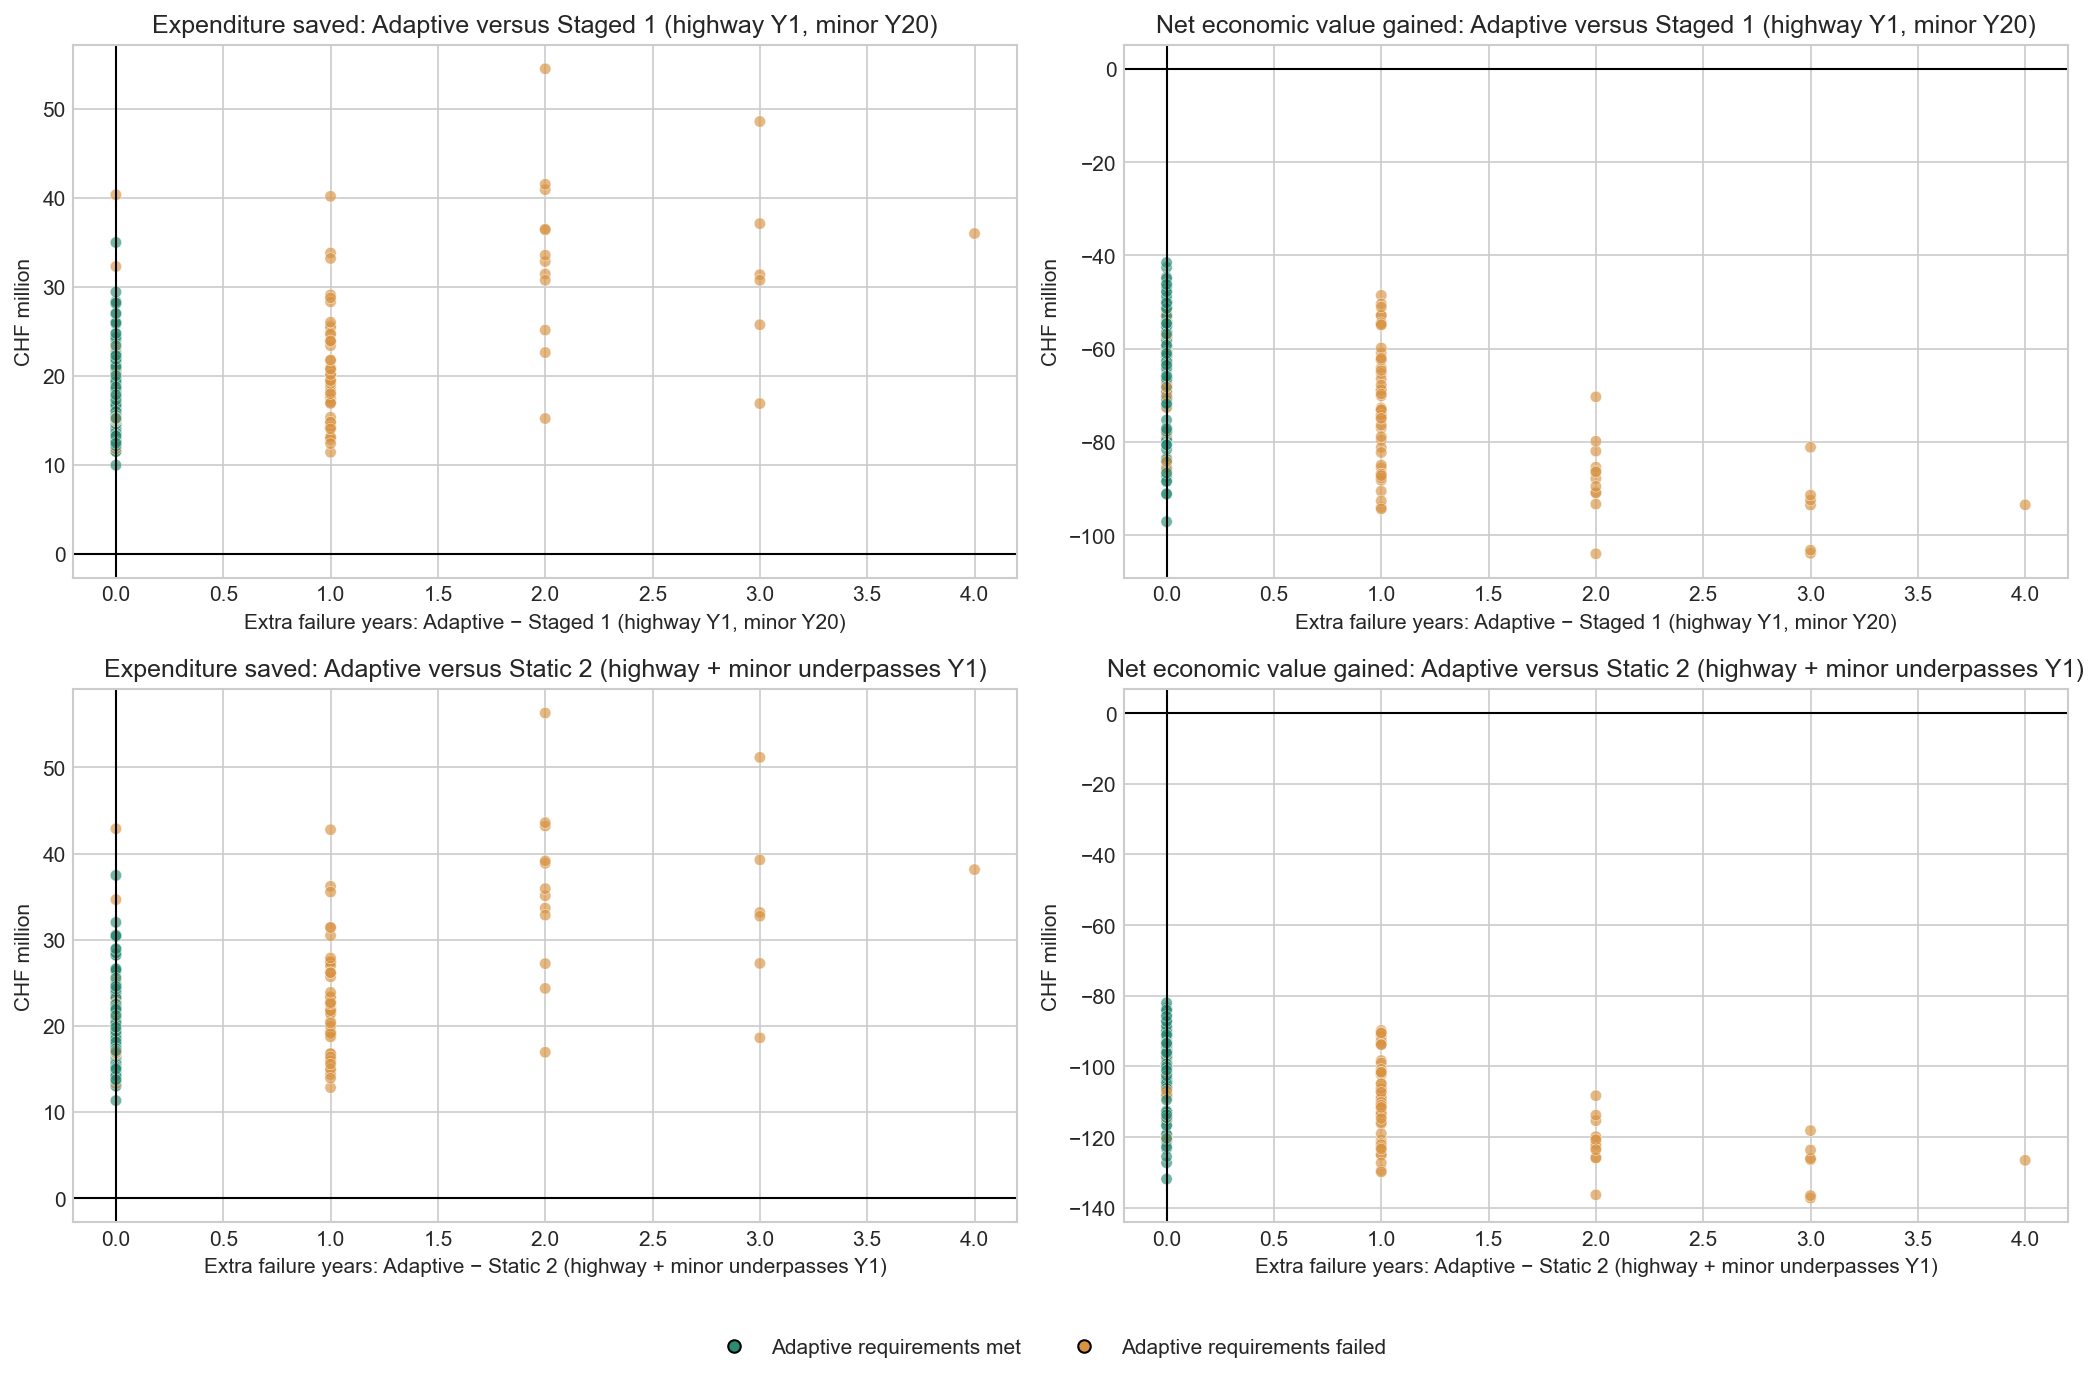 Expenditure saved: Adaptive versus Staged 1 (highway Y1, minor Y20)
CHF million
50
40
30
20
10
0
0.0 0.5 1.0 1.5 2.0 2.5 3.0 3.5 4.0
Extra failure years: Adaptive − Staged 1 (highway Y1, minor Y20)
Net economic value gained: Adaptive versus Staged 1 (highway Y1, minor Y20)
CHF million
0
−20
−40
−60
−80
−100
0.0 0.5 1.0 1.5 2.0 2.5 3.0 3.5 4.0
Extra failure years: Adaptive − Staged 1 (highway Y1, minor Y20)
Expenditure saved: Adaptive versus Static 2 (highway + minor underpasses Y1)
CHF million
50
40
30
20
10
0
0.0 0.5 1.0 1.5 2.0 2.5 3.0 3.5 4.0
Extra failure years: Adaptive − Static 2 (highway + minor underpasses Y1)
Net economic value gained: Adaptive versus Static 2 (highway + minor underpasses Y1)
CHF million
0
−20
−40
−60
−80
−100
−120
−140
0.0 0.5 1.0 1.5 2.0 2.5 3.0 3.5 4.0
Extra failure years: Adaptive − Static 2 (highway + minor underpasses Y1)
Adaptive requirements met
Adaptive requirements failed